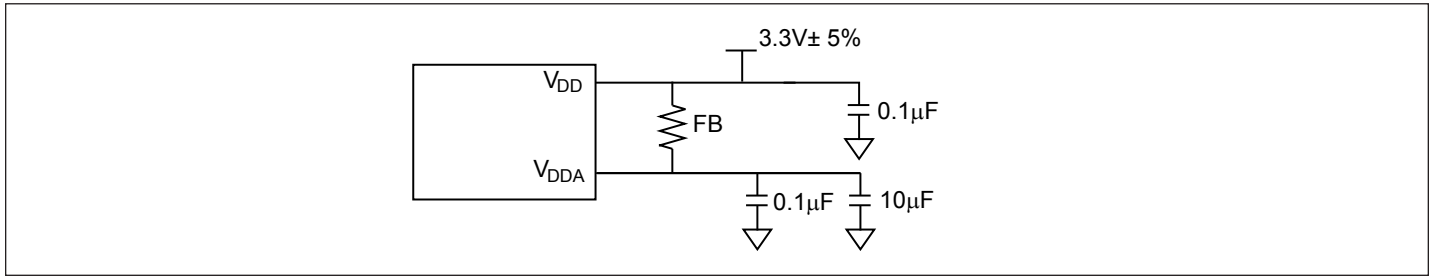 3.3V± 5%
VDD
0.1µF
FB
VDDA
0.1µF
10µF